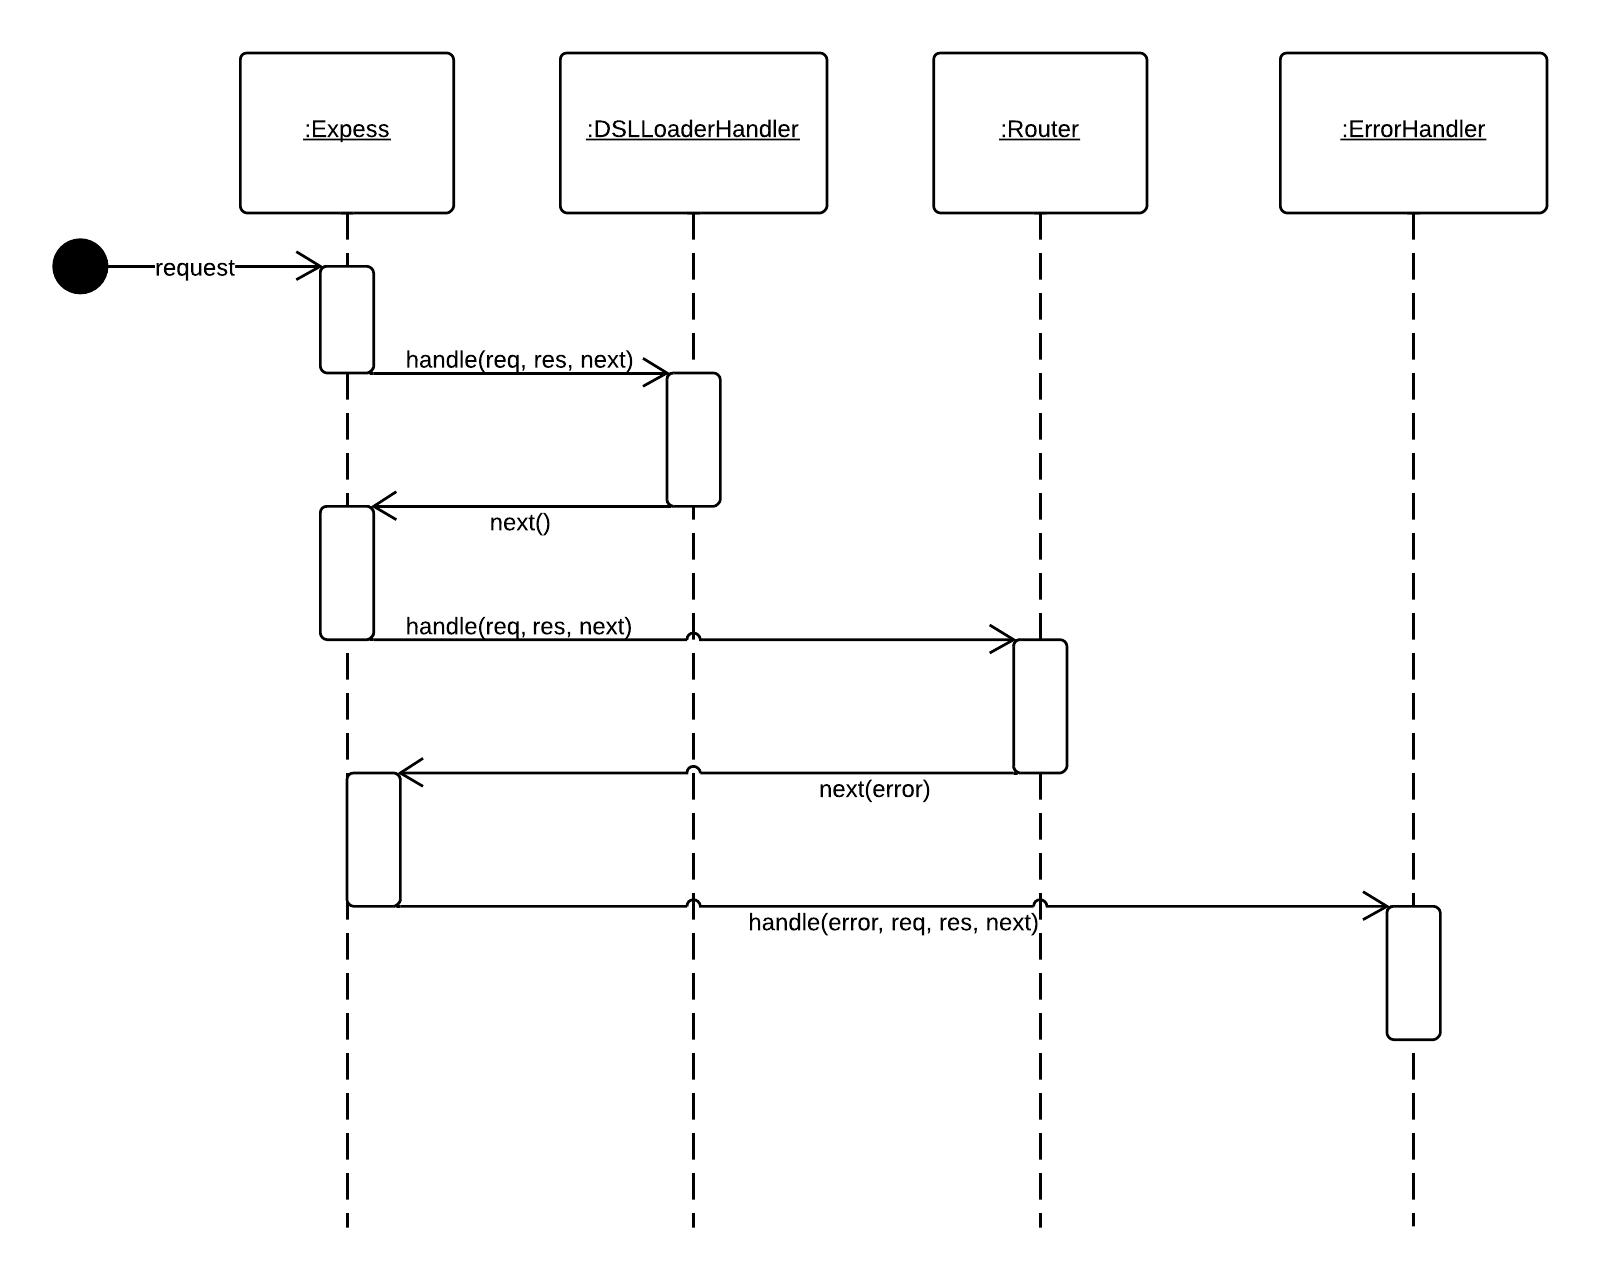 :Expess
:DSLLoaderHandler
:Router
:ErrorHandler
request
handle(req, res, next)
next()
handle(req, res, next)
next(error)
handle(error, req, res, next)